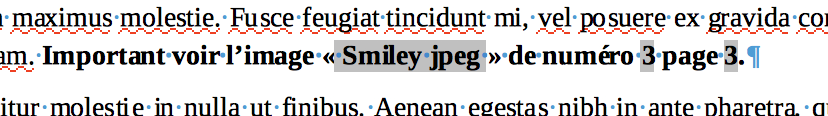 maximus molestie. Fusce feugiat tincidunt mi, vel posuere ex gravida
am. Important voir l’image « Smiley jpeg » de numéro 3 page 3.¶
itur molestie in nulla ut finibus. Aenean egestas nibh in ante pharetra,